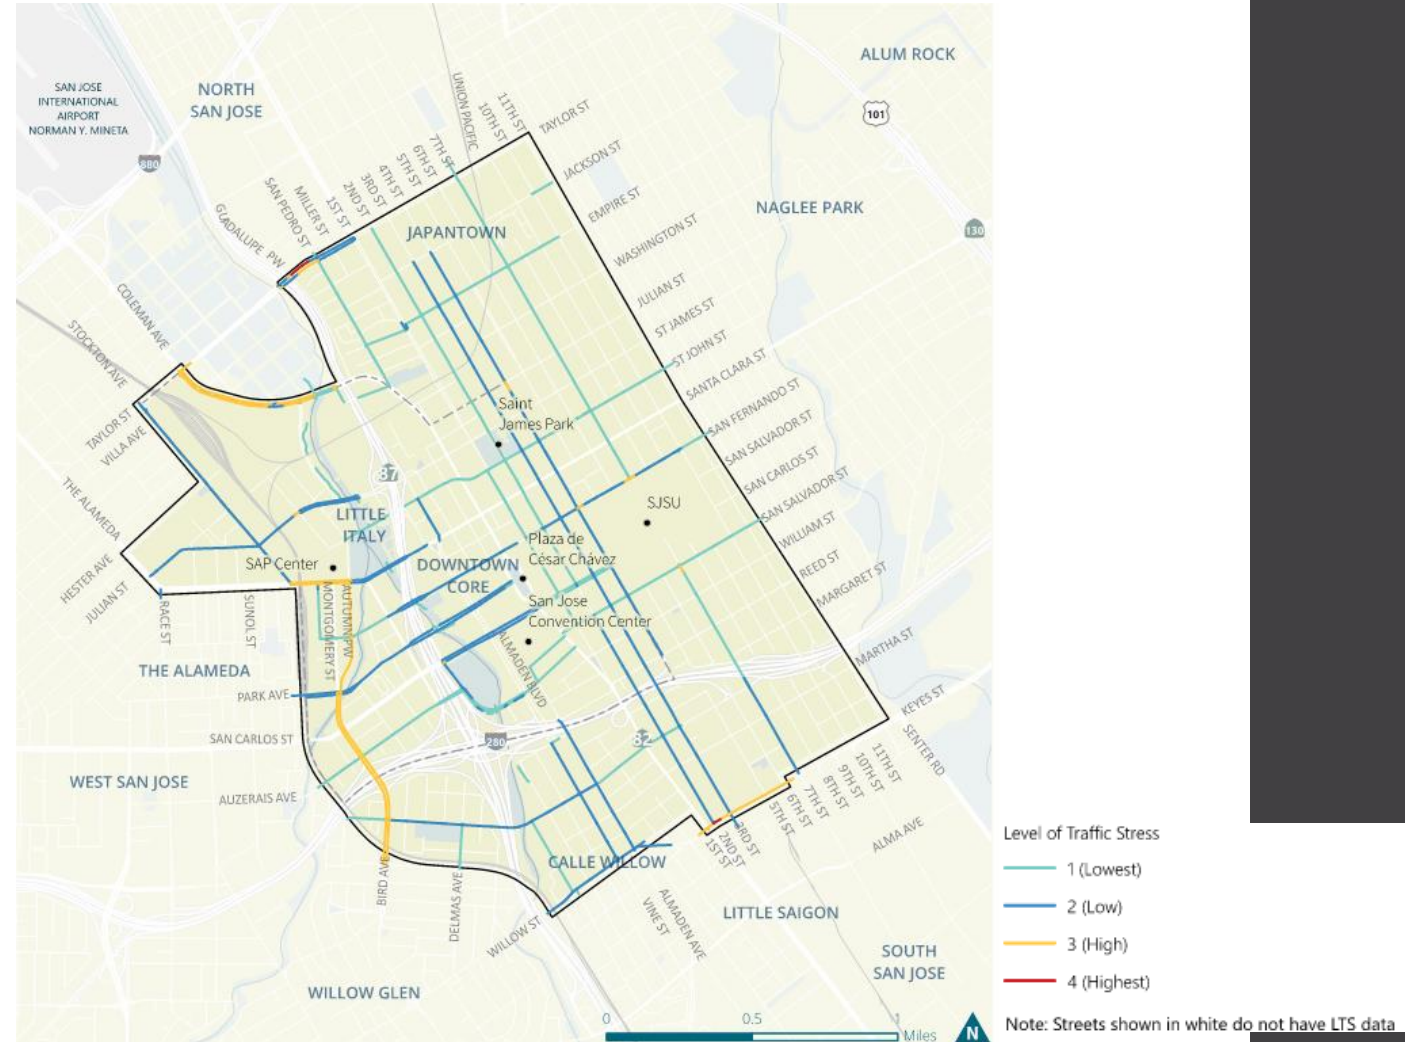 ALUM ROCK
SAN JOSE
INTERNATIONAL
AIRPORT
NORMAN Y. MINETA
NORTH
SAN JOSE
101
880
UNION PACIFIC
11TH ST
10TH ST
TAYLOR ST
7TH ST
6TH ST
5TH ST
4TH ST
3RD ST
2ND ST
1ST ST
MILLER ST
SAN PEDRO ST
GUADALUPE PW
JACKSON ST
EMPIRE ST
NAGLEE PARK
130
WASHINGTON ST
JAPANTOWN
JULIAN ST
ST JAMES ST
ST JOHN ST
SANTA CLARA ST
SAN FERNANDO ST
SAN SALVADOR ST
SAN CARLOS ST
SAN SALVADOR ST
WILLIAM ST
REED ST
MARGARET ST
MARTHA ST
KEYES ST
SENTER RD
COLEMAN AVE
STOCKTON AVE
TAYLOR ST
VILLA AVE
THE ALAMEDA
HESTER AVE
JULIAN ST
RACE ST
SUNOL ST
MONTGOMERY ST
AUTUMN PW
Saint
James Park
87
SJSU
LITTLE
ITALY
SAP Center
DOWNTOWN
CORE
Plaza de
César Chávez
San Jose
Convention Center
ALMADEN BLVD
THE ALAMEDA
PARK AVE
SAN CARLOS ST
280
82
WEST SAN JOSE
AUZERAIS AVE
11TH ST
10TH ST
9TH ST
8TH ST
7TH ST
6TH ST
5TH ST
3RD ST
2ND ST
1ST ST
ALMA AVE
CALLE WILLOW
BIRD AVE
DELMAS AVE
WILLOW ST
VINE ST
ALMADEN AVE
LITTLE SAIGON
SOUTH
SAN JOSE
WILLOW GLEN
0 0.5 1
Miles
N
Level of Traffic Stress
1 (Lowest)
2 (Low)
3 (High)
4 (Highest)
Note: Streets shown in white do not have LTS data